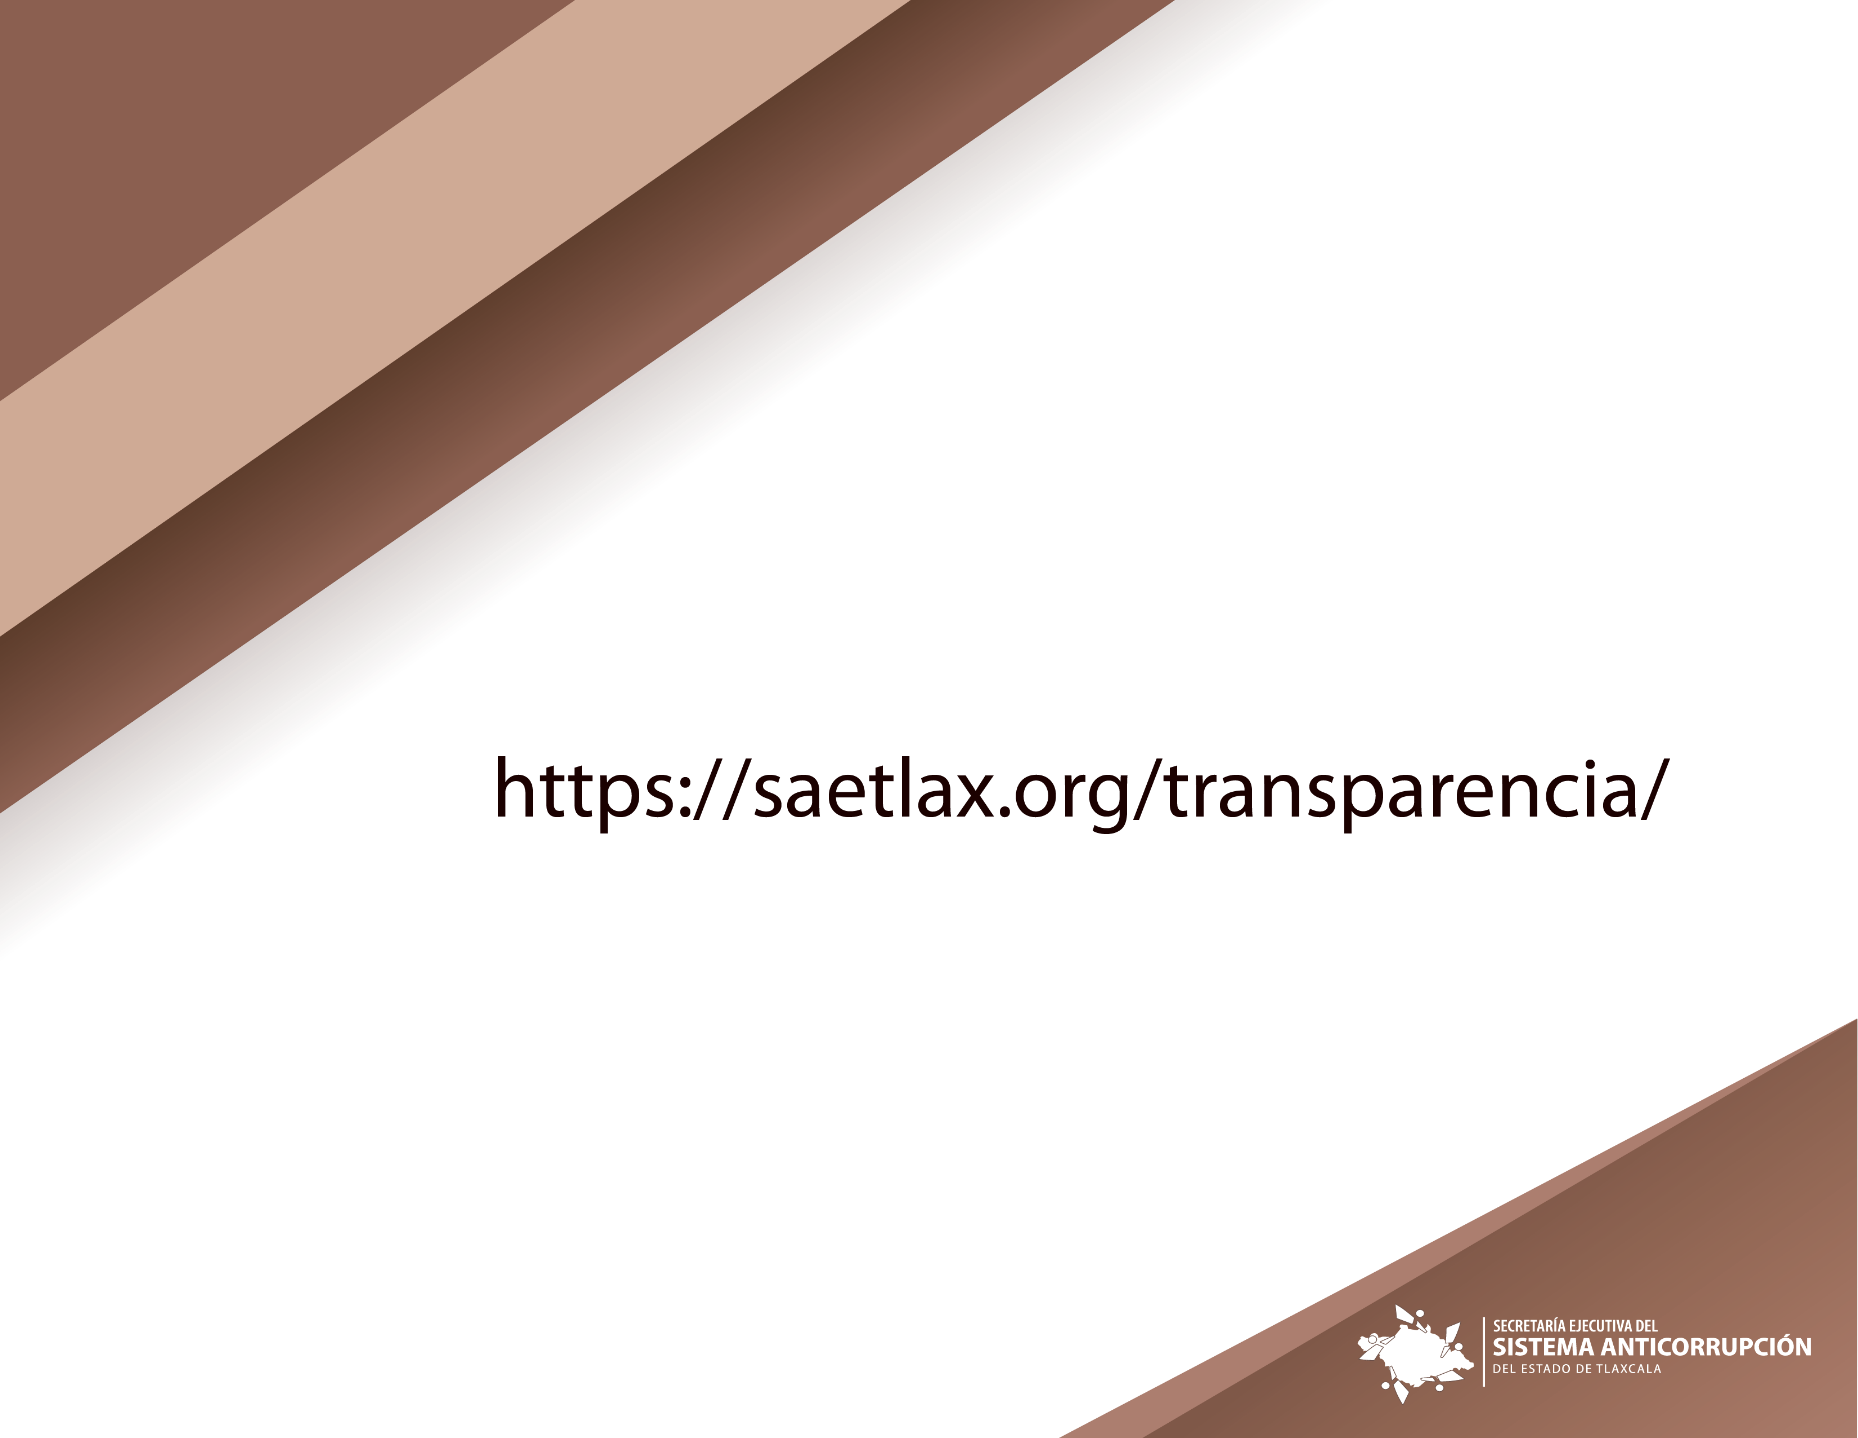 https://saetlax.org/transparencia/
SECRETARÍA EJECUTIVA DEL
SISTEMA ANTICORRUPCIÓN
DEL ESTADO DE TLAXCALA